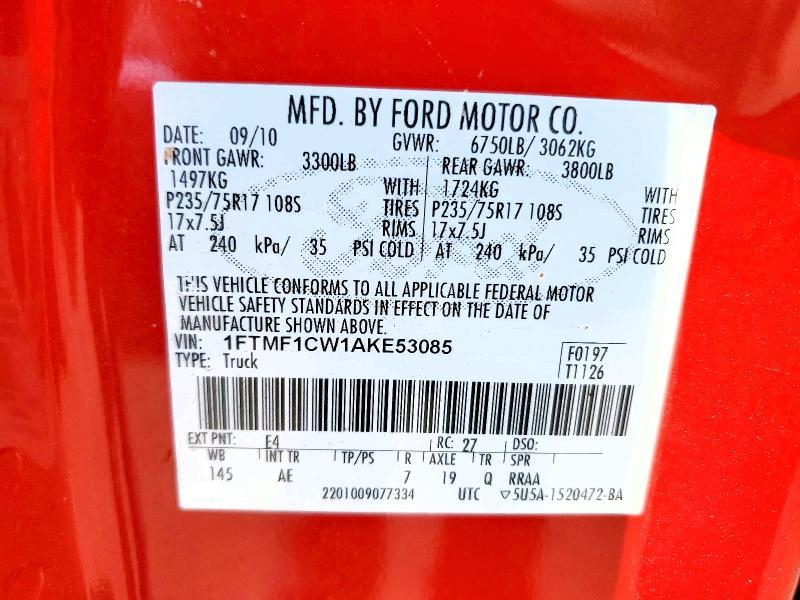 MFD. BY FORD MOTOR CO.
DATE: 09/10 GVWR: 6750LB/ 3062KG
FRONT GAWR: 3300LB REAR GAWR: 3800LB
1497KG WITH 1724KG WITH
P235/75R17 108S TIRES P235/75R17 108S TIRES
17x7.5J RIMS 17x7.5J RIMS
AT 240 kPa/ 35 PSI COLD AT 240 kPa/ 35 PSI COLD
THIS VEHICLE CONFORMS TO ALL APPLICABLE FEDERAL MOTOR
VEHICLE SAFETY STANDARDS IN EFFECT ON THE DATE OF
MANUFACTURE SHOWN ABOVE.
VIN: 1FTMF1CW1AKE53085 F0197
TYPE: Truck T1126
EXT PNT: E4 RC: 27 DSO:
WB INT TR TP/PS R AXLE TR SPR
145 AE 7 19 Q RRAA
2201009077334 UTC ▽5U5A-1520472-BA